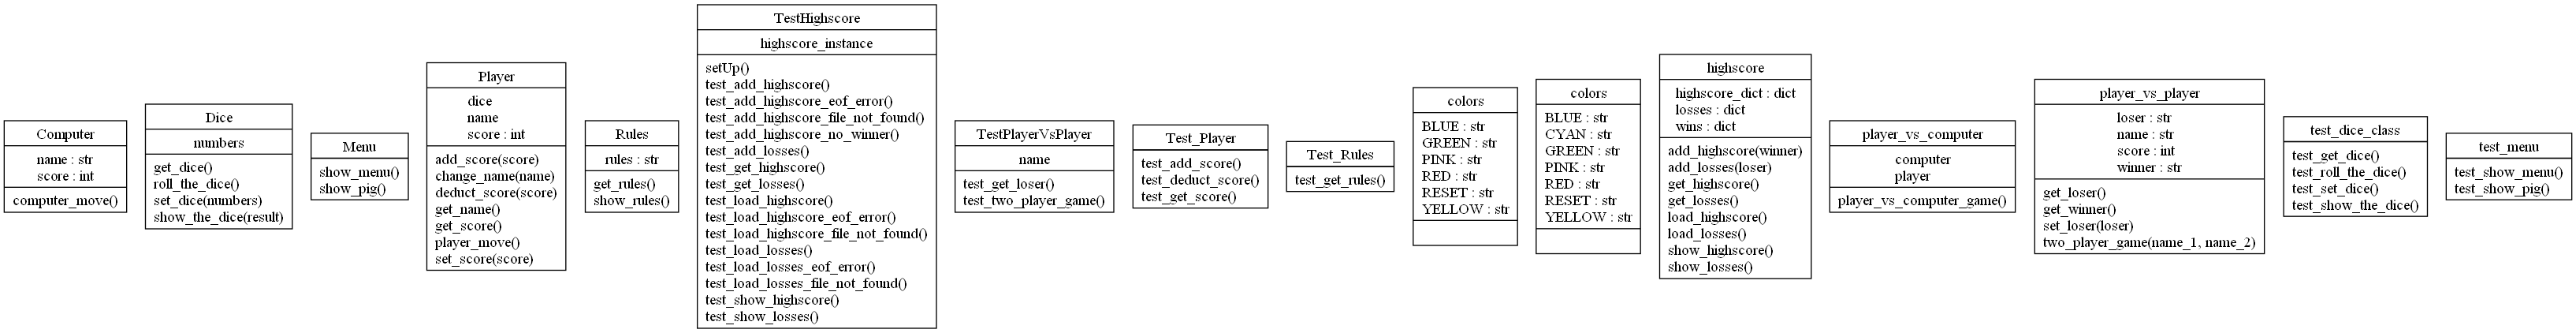 Computer
name : str
score : int
computer_move()
Dice
numbers
get_dice()
roll_the_dice()
set_dice(numbers)
show_the_dice(result)
Menu
show_menu()
show_pig()
Player
dice
name
score : int
add_score(score)
change_name(name)
deduct_score(score)
get_name()
get_score()
player_move()
set_score(score)
Rules
rules : str
get_rules()
show_rules()
TestHighscore
highscore_instance
setUp()
test_add_highscore()
test_add_highscore_eof_error()
test_add_highscore_file_not_found()
test_add_highscore_no_winner()
test_add_losses()
test_get_highscore()
test_get_losses()
test_load_highscore()
test_load_highscore_eof_error()
test_load_highscore_file_not_found()
test_load_losses()
test_load_losses_eof_error()
test_load_losses_file_not_found()
test_show_highscore()
test_show_losses()
TestPlayerVsPlayer
name
test_get_loser()
test_two_player_game()
Test_Player
test_add_score()
test_deduct_score()
test_get_score()
Test_Rules
test_get_rules()
colors
BLUE : str
GREEN : str
PINK : str
RED : str
RESET : str
YELLOW : str
colors
BLUE : str
CYAN : str
GREEN : str
PINK : str
RED : str
RESET : str
YELLOW : str
highscore
highscore_dict : dict
losses : dict
wins : dict
add_highscore(winner)
add_losses(loser)
get_highscore()
get_losses()
load_highscore()
load_losses()
show_highscore()
show_losses()
player_vs_computer
computer
player
player_vs_computer_game()
player_vs_player
loser : str
name : str
score : int
winner : str
get_loser()
get_winner()
set_loser(loser)
two_player_game(name_1, name_2)
test_dice_class
test_get_dice()
test_roll_the_dice()
test_set_dice()
test_show_the_dice()
test_menu
test_show_menu()
test_show_pig()